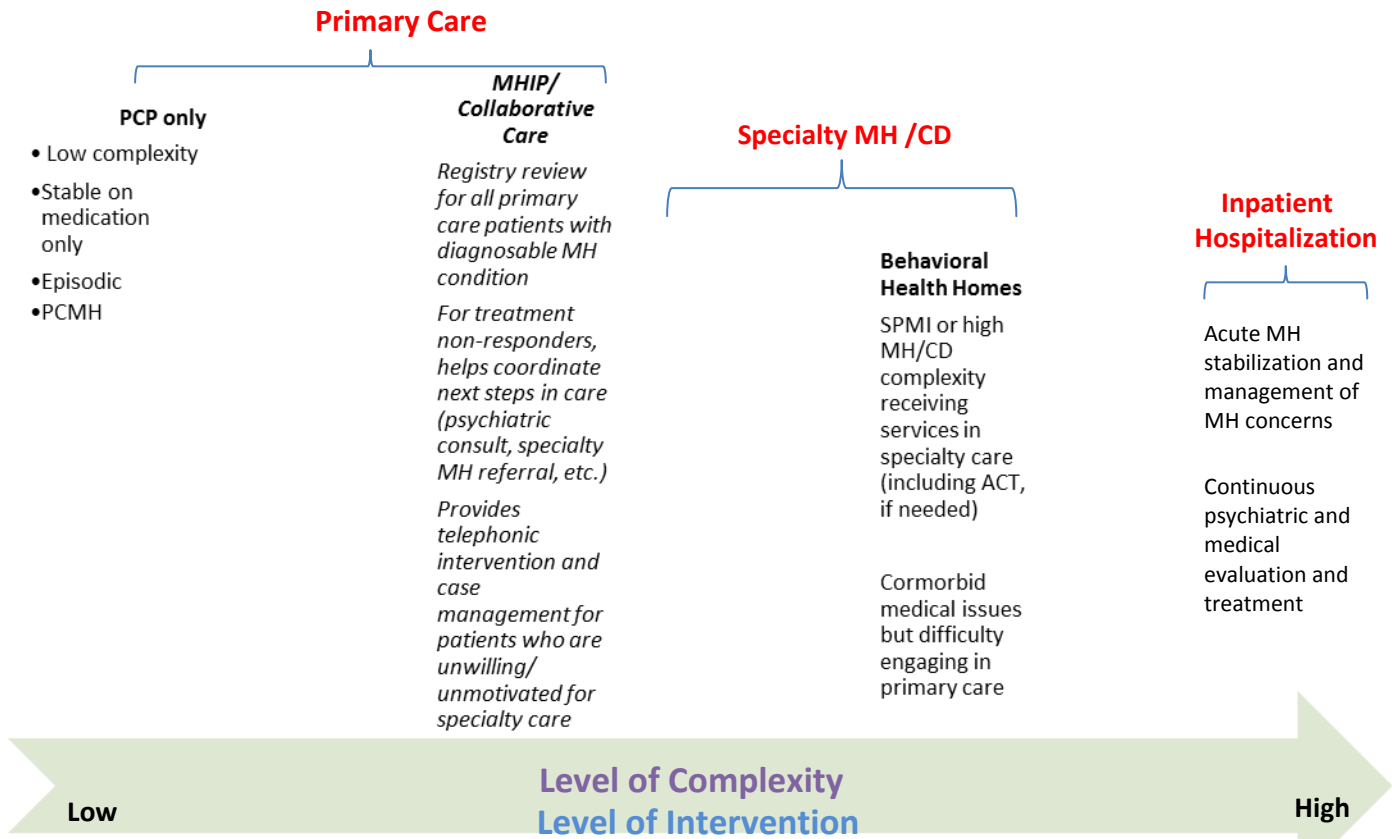 Primary Care
PCP only
• Low complexity
•Stable on
medication
only
•Episodic
•PCMH
MHIP/
Collaborative
Care
Registry review
for all primary
care patients with
diagnosable MH
condition
For treatment
non-responders,
helps coordinate
next steps in care
(psychiatric
consult, specialty
MH referral, etc.)
Provides
telephonic
intervention and
case
management for
patients who are
unwilling/
unmotivated for
specialty care
Specialty MH /CD
Behavioral
Health Homes
SPMI or high
MH/CD
complexity
receiving
services in
specialty care
(including ACT,
if needed)
Cormorbid
medical issues
but difficulty
engaging in
primary care
Inpatient
Hospitalization
Acute MH
stabilization and
management of
MH concerns
Continuous
psychiatric and
medical
evaluation and
treatment
Level of Complexity
Low
High
Level of Intervention